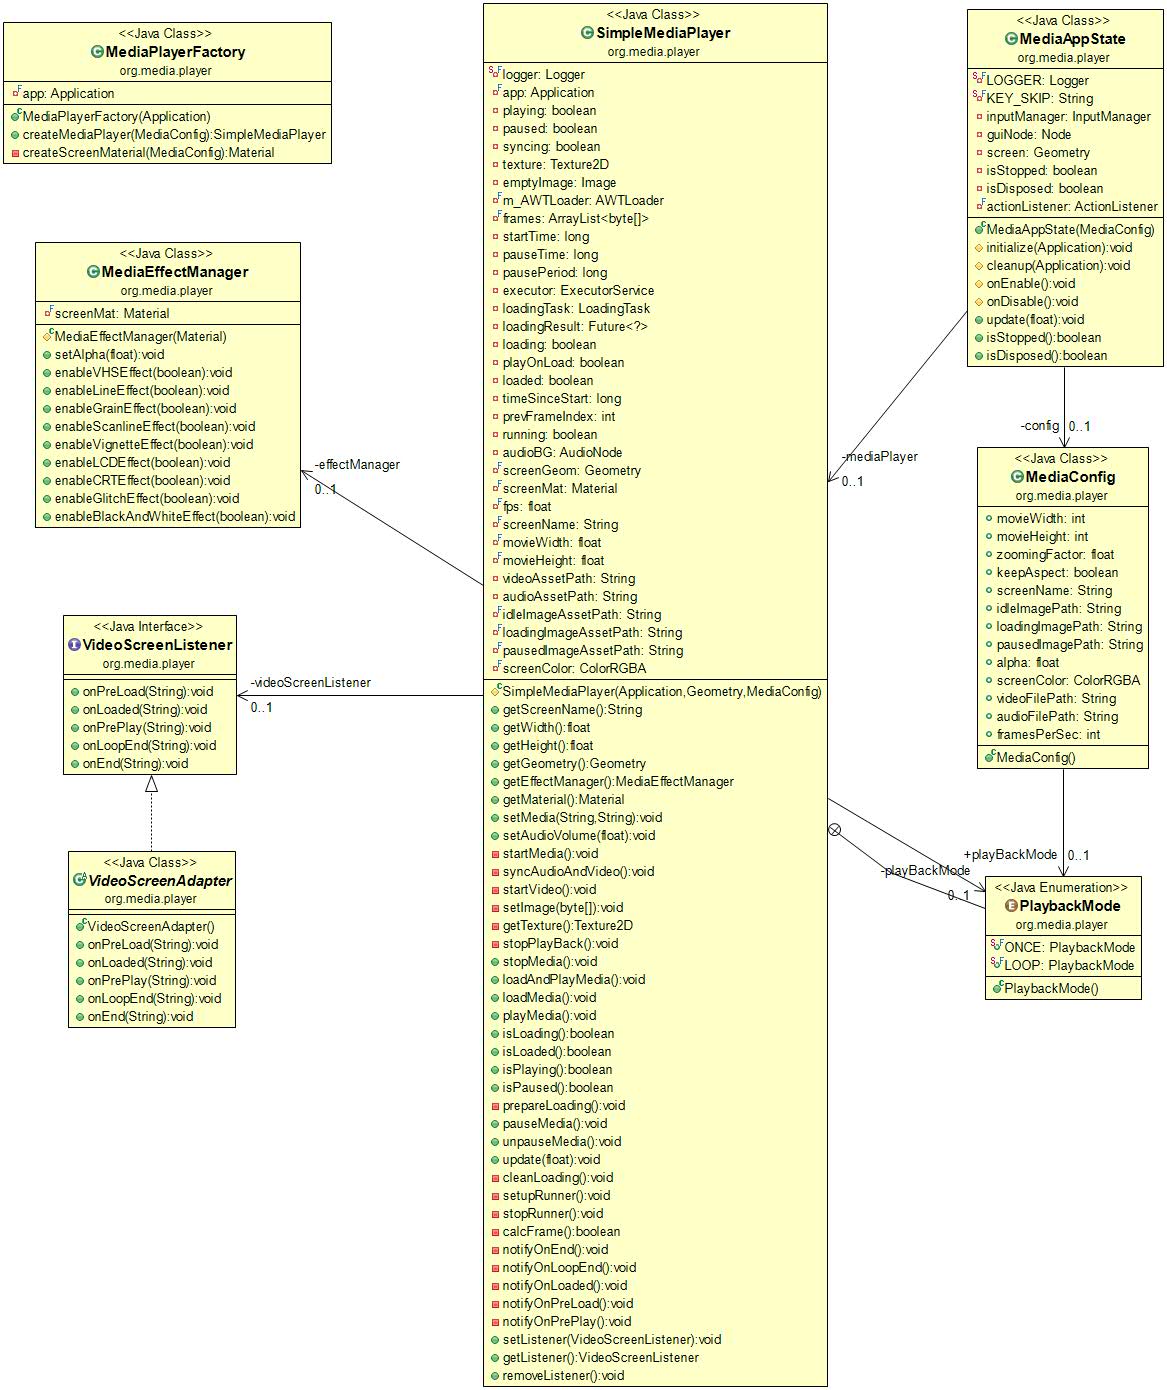 <<Java Class>>
MediaPlayerFactory
org.media.player
app: Application
MediaPlayerFactory(Application)
createMediaPlayer(MediaConfig):SimpleMediaPlayer
createScreenMaterial(MediaConfig):Material
<<Java Class>>
MediaEffectManager
org.media.player
screenMat: Material
MediaEffectManager(Material)
setAlpha(float):void
enableVHSEffect(boolean):void
enableLineEffect(boolean):void
enableGrainEffect(boolean):void
enableScanlineEffect(boolean):void
enableVignetteEffect(boolean):void
enableLCDEffect(boolean):void
enableCRTEffect(boolean):void
enableGlitchEffect(boolean):void
enableBlackAndWhiteEffect(boolean):void
-effectManager
0..1
<<Java Interface>>
VideoScreenListener
org.media.player
onPreLoad(String):void
onLoaded(String):void
onPrePlay(String):void
onLoopEnd(String):void
onEnd(String):void
-videoScreenListener
0..1
<<Java Class>>
VideoScreenAdapter
org.media.player
VideoScreenAdapter()
onPreLoad(String):void
onLoaded(String):void
onPrePlay(String):void
onLoopEnd(String):void
onEnd(String):void
<<Java Class>>
SimpleMediaPlayer
org.media.player
logger: Logger
app: Application
playing: boolean
paused: boolean
syncing: boolean
texture: Texture2D
emptyImage: Image
m_AWTLoader: AWTLoader
frames: ArrayList<byte[]>
startTime: long
pauseTime: long
pausePeriod: long
executor: ExecutorService
loadingTask: LoadingTask
loadingResult: Future<?>
loading: boolean
playOnLoad: boolean
loaded: boolean
timeSinceStart: long
prevFrameIndex: int
running: boolean
audioBG: AudioNode
screenGeom: Geometry
screenMat: Material
fps: float
screenName: String
movieWidth: float
movieHeight: float
videoAssetPath: String
audioAssetPath: String
idleImageAssetPath: String
loadingImageAssetPath: String
pausedImageAssetPath: String
screenColor: ColorRGBA
SimpleMediaPlayer(Application,Geometry,MediaConfig)
getScreenName():String
getWidth():float
getHeight():float
getGeometry():Geometry
getEffectManager():MediaEffectManager
getMaterial():Material
setMedia(String,String):void
setAudioVolume(float):void
startMedia():void
syncAudioAndVideo():void
startVideo():void
setImage(byte[]):void
getTexture():Texture2D
stopPlayBack():void
stopMedia():void
loadAndPlayMedia():void
loadMedia():void
playMedia():void
isLoading():boolean
isLoaded():boolean
isPlaying():boolean
isPaused():boolean
prepareLoading():void
pauseMedia():void
unpauseMedia():void
update(float):void
cleanLoading():void
setupRunner():void
stopRunner():void
calcFrame():boolean
notifyOnEnd():void
notifyOnLoopEnd():void
notifyOnLoaded():void
notifyOnPreLoad():void
notifyOnPrePlay():void
setListener(VideoScreenListener):void
getListener():VideoScreenListener
removeListener():void
<<Java Class>>
MediaAppState
org.media.player
LOGGER: Logger
KEY_SKIP: String
inputManager: InputManager
guiNode: Node
screen: Geometry
isStopped: boolean
isDisposed: boolean
actionListener: ActionListener
MediaAppState(MediaConfig)
initialize(Application):void
cleanup(Application):void
onEnable():void
onDisable():void
update(float):void
isStopped():boolean
isDisposed():boolean
-config 0..1
-mediaPlayer
0..1
<<Java Class>>
MediaConfig
org.media.player
movieWidth: int
movieHeight: int
zoomingFactor: float
keepAspect: boolean
screenName: String
idleImagePath: String
loadingImagePath: String
pausedImagePath: String
alpha: float
screenColor: ColorRGBA
videoFilePath: String
audioFilePath: String
framesPerSec: int
MediaConfig()
+playBackMode 0..1
-playBackMode
0..1
<<Java Enumeration>>
PlaybackMode
org.media.player
ONCE: PlaybackMode
LOOP: PlaybackMode
PlaybackMode()